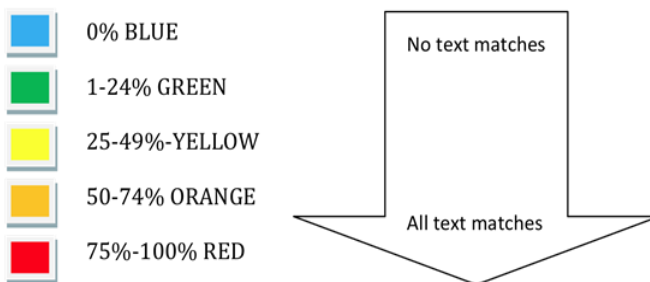 0% BLUE
1-24% GREEN
25-49%-YELLOW
50-74% ORANGE
75%-100% RED
No text matches
All text matches